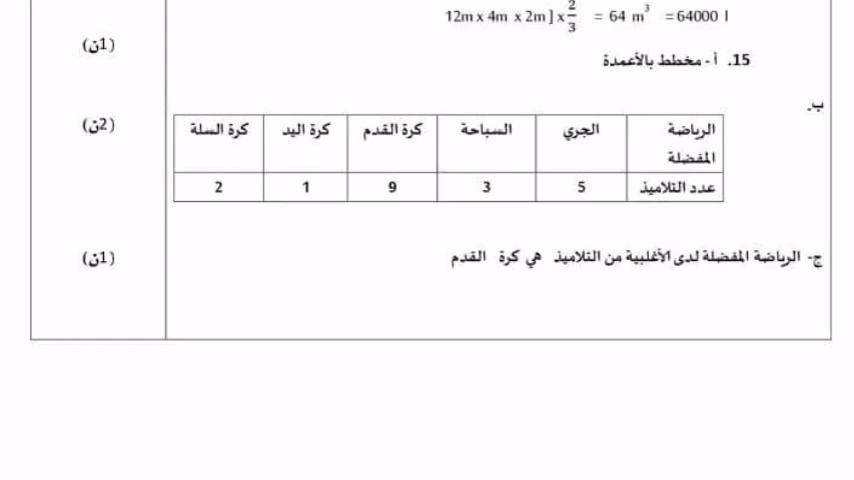 12m x 4m x 2m ] x 2/3 = 64 m³ = 64000 l
(1ن)
15. أ - مخطط بالأعمدة
ب.
(2ن)
الرياضة المفضلة | الجري | السباحة | كرة القدم | كرة اليد | كرة السلة
عدد التلاميذ | 5 | 3 | 9 | 1 | 2
ج- الرياضة المفضلة لدى الأغلبية من التلاميذ هي كرة القدم
(1ن)